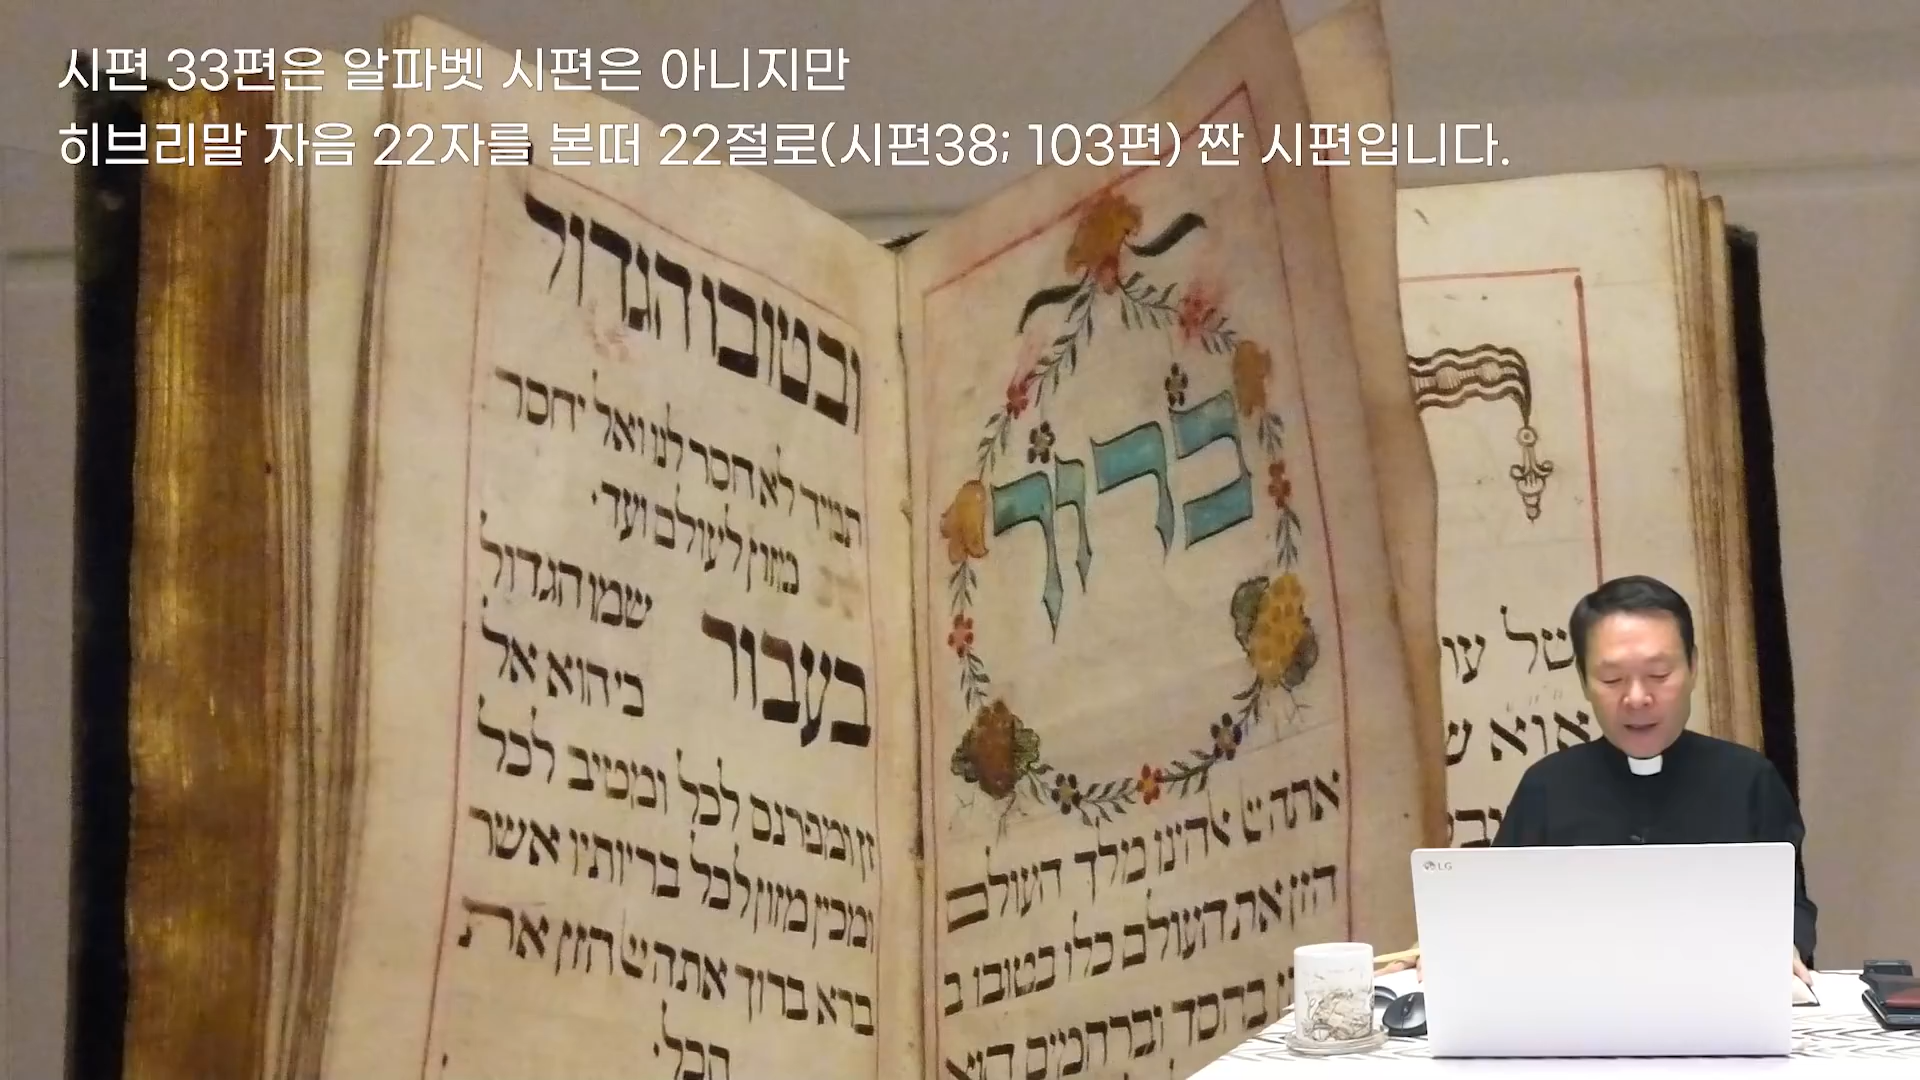 시편 33편은 알파벳 시편은 아니지만
히브리말 자음 22자를 본떠 22절로(시편38; 103편) 짠 시편입니다.
ובטובו הגדול
תמיד לא חסר לנו ואל יחסר
מזון לעולם ועד.
בעבור שמו הגדול
כי הוא אל
זן ומפרנס לכל ומטיב לכל
ומכין מזון לכל בריותיו אשר
ברא ברוך אתה יי הזן את
הכל.
ברוך
אתה יי אלהינו מלך העולם
הזן את העולם כלו בטובו ב
בחסד וברחמים הוא
של עו
LG